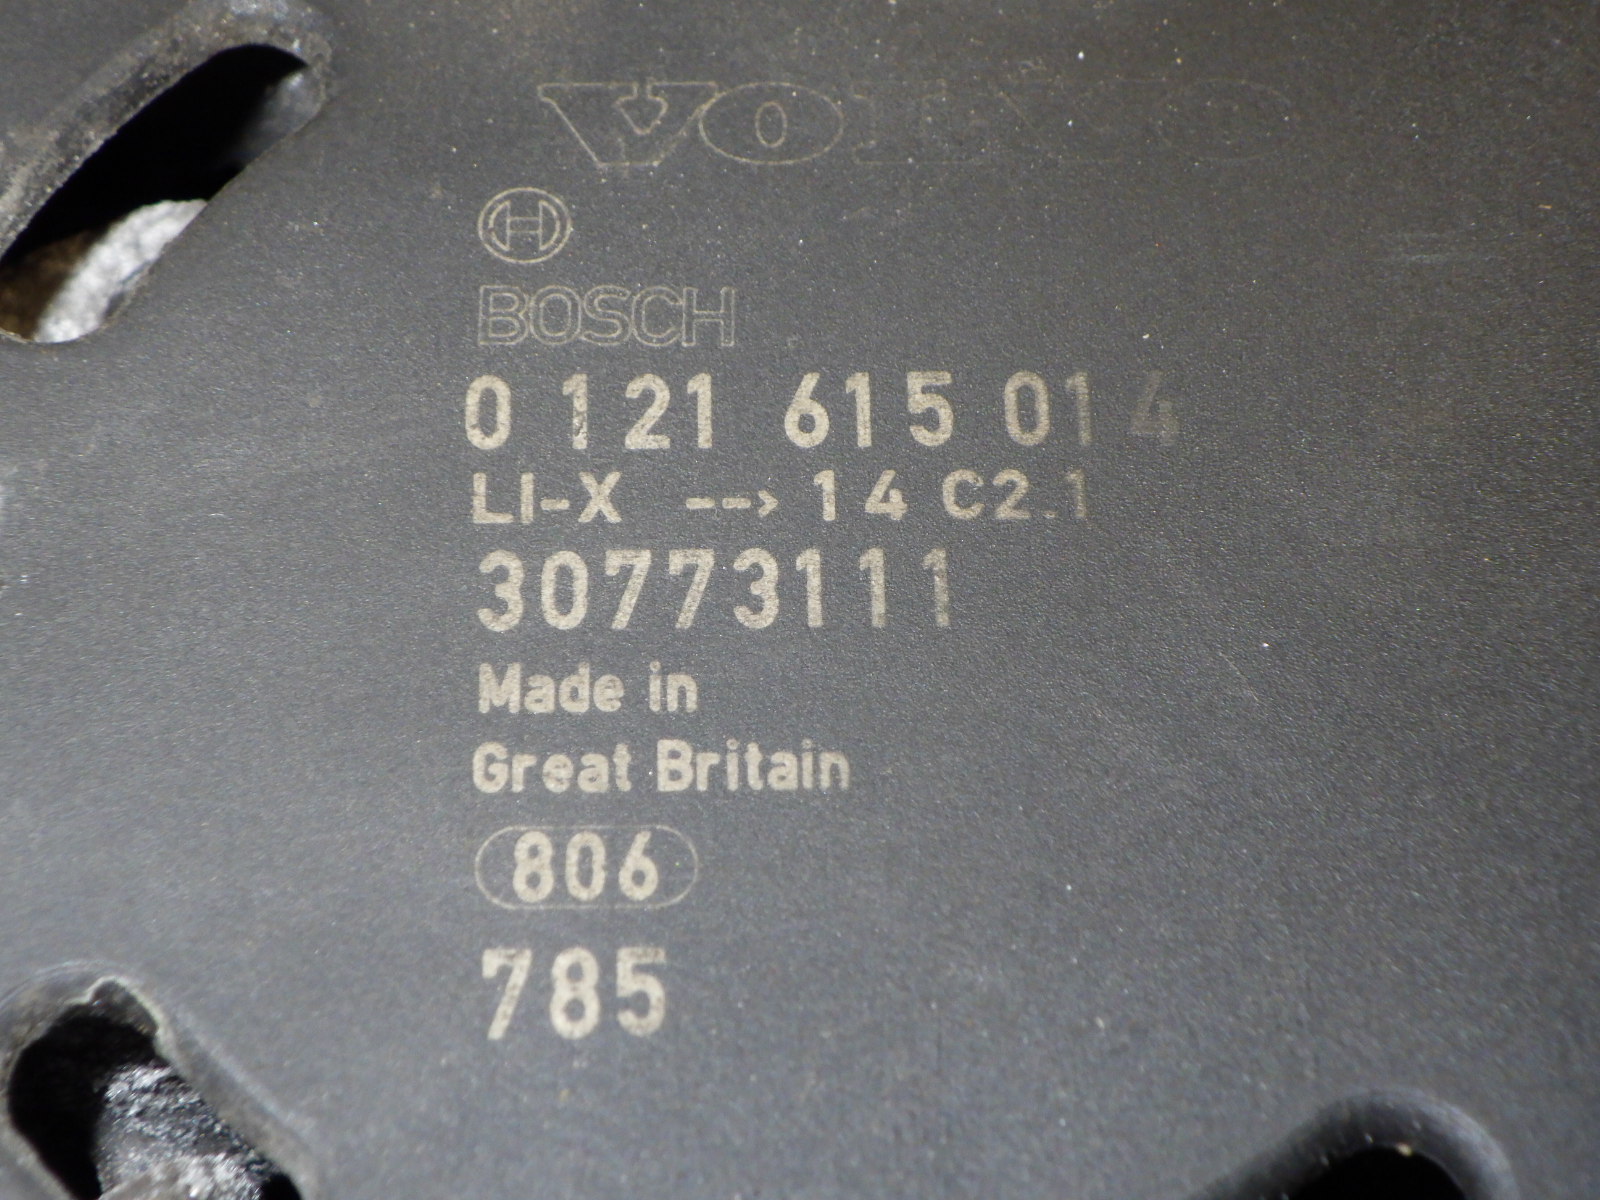 VOLVO
BOSCH
0 121 615 014
LI-X --> 14 C2.1
30773111
Made in
Great Britain
806
785